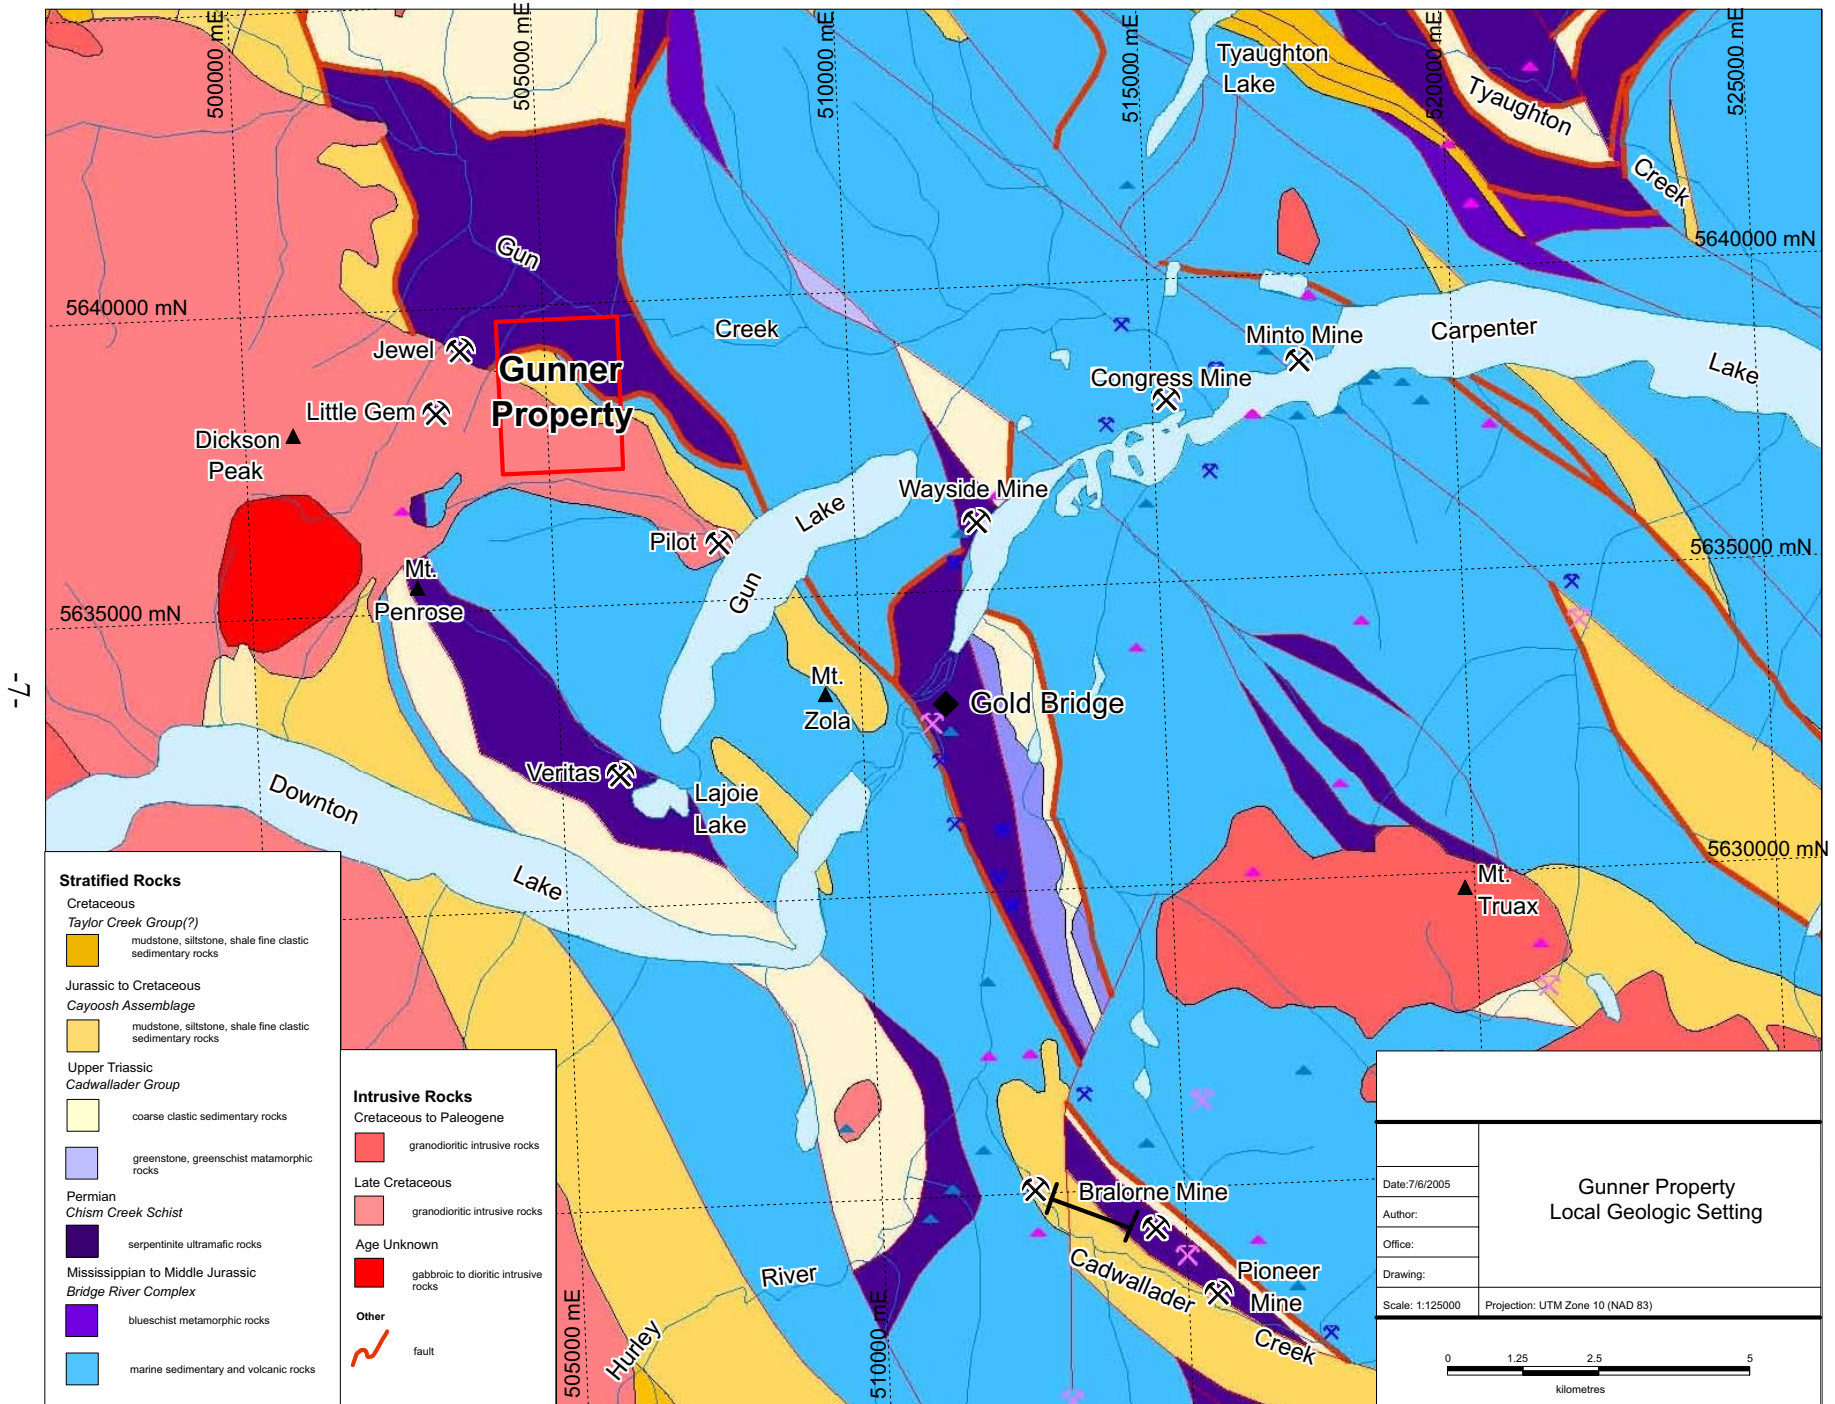 500000 mE
505000 mE
510000 mE
515000 mE
520000 mE
525000 mE
Tyaughton
Lake
Tyaughton
Creek
5640000 mN
5640000 mN
Gun
Creek
Jewel
Gunner
Property
Little Gem
Dickson
Peak
Minto Mine
Carpenter
Lake
Congress Mine
Wayside Mine
Gun
Lake
Pilot
5635000 mN
5635000 mN
Mt.
Penrose
Mt.
Zola
Gold Bridge
-7-
Veritas
Lajoie
Lake
Downton
Lake
5630000 mN
Mt.
Truax
Bralorne Mine
Cadwallader
Creek
Pioneer
Mine
Hurley
River
505000 mE
510000 mE
Stratified Rocks
Cretaceous
Taylor Creek Group(?)
mudstone, siltstone, shale fine clastic
sedimentary rocks
Jurassic to Cretaceous
Cayoosh Assemblage
mudstone, siltstone, shale fine clastic
sedimentary rocks
Upper Triassic
Cadwallader Group
coarse clastic sedimentary rocks
greenstone, greenschist matamorphic
rocks
Permian
Chism Creek Schist
serpentinite ultramafic rocks
Mississippian to Middle Jurassic
Bridge River Complex
blueschist metamorphic rocks
marine sedimentary and volcanic rocks
Intrusive Rocks
Cretaceous to Paleogene
granodioritic intrusive rocks
Late Cretaceous
granodioritic intrusive rocks
Age Unknown
gabbroic to dioritic intrusive
rocks
Other
fault
Date:7/6/2005
Author:
Office:
Drawing:
Scale: 1:125000
Projection: UTM Zone 10 (NAD 83)
Gunner Property
Local Geologic Setting
0 1.25 2.5 5
kilometres